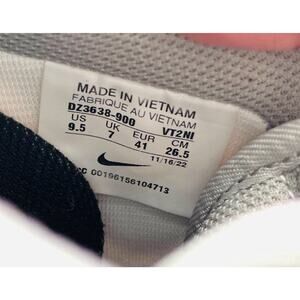 MADE IN VIETNAM
FABRIQUE AU VIETNAM
DZ3638-900 VT2NI
US UK EUR CM
9.5 7 41 26.5
11/16/22
00196156104713